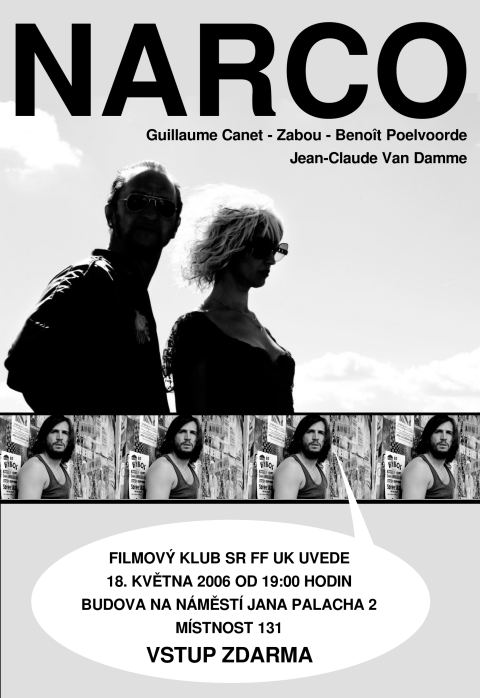 NARCO
Guillaume Canet - Zabou - Benoît Poelvoorde
Jean-Claude Van Damme
FILMOVÝ KLUB SR FF UK UVEDE
18. KVĚTNA 2006 OD 19:00 HODIN
BUDOVA NA NÁMĚSTÍ JANA PALACHA 2
MÍSTNOST 131
VSTUP ZDARMA